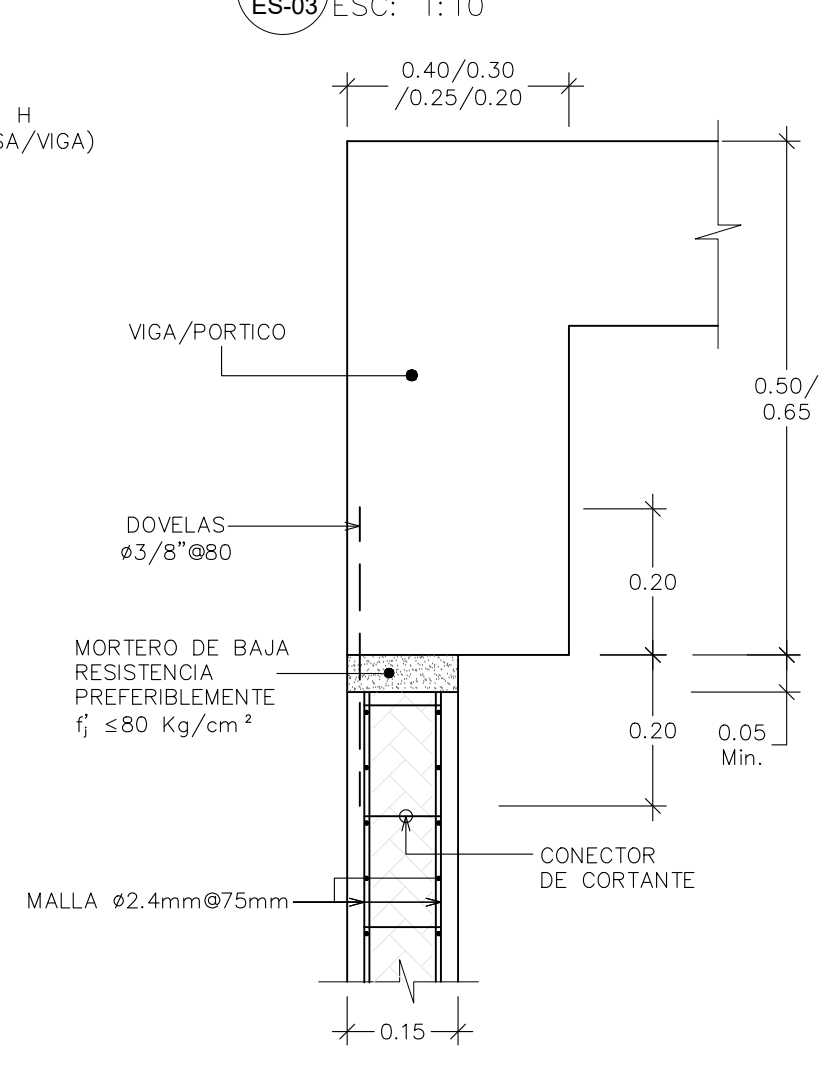 ES-03
ESC: 1:10
0.40/0.30
/0.25/0.20
H
SA/VIGA)
VIGA/PORTICO
0.50/
0.65
DOVELAS
ø3/8"@80
0.20
MORTERO DE BAJA
RESISTENCIA
PREFERIBLEMENTE
f'j ≤80 Kg/cm²
0.20
0.05
Min.
CONECTOR
DE CORTANTE
MALLA ø2.4mm@75mm
0.15